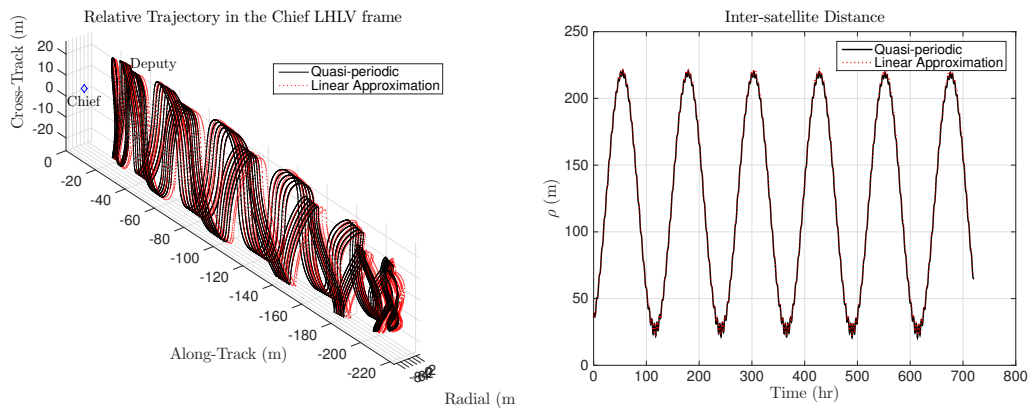 Relative Trajectory in the Chief LHLV frame
20
10
0
-10
-20
Cross-Track (m)
Deputy
Chief
Quasi-periodic
Linear Approximation
0
-20
-40
-60
-80
-100
-120
-140
-160
-180
-200
-220
Along-Track (m)
Radial (m
Inter-satellite Distance
250
200
150
100
50
0
ρ (m)
Quasi-periodic
Linear Approximation
0 100 200 300 400 500 600 700 800
Time (hr)